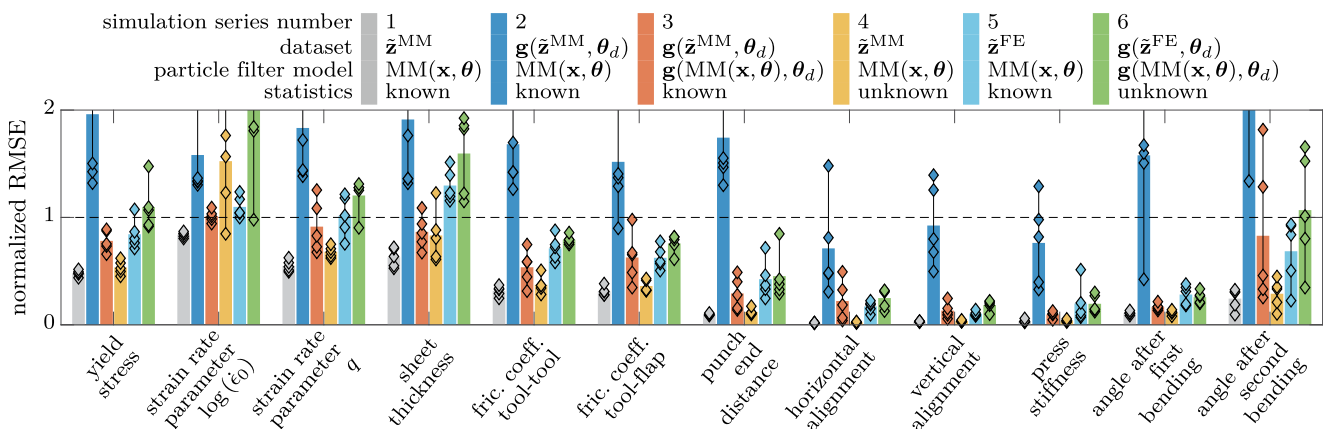 simulation series number 1 2 3 4 5 6
dataset z̃ᴹᴹ g(z̃ᴹᴹ, θ_d) g(z̃ᴹᴹ, θ_d) z̃ᴹᴹ z̃ᶠᴱ g(z̃ᶠᴱ, θ_d)
particle filter model MM(x, θ) MM(x, θ) g(MM(x, θ), θ_d) MM(x, θ) MM(x, θ) g(MM(x, θ), θ_d)
statistics known known known unknown known unknown
normalized RMSE
2
1
0
yield
stress
strain rate
parameter
log (ε̇₀)
strain rate
parameter q
sheet
thickness
fric. coeff.
tool-tool
fric. coeff.
tool-flap
punch
end
distance
horizontal
alignment
vertical
alignment
press
stiffness
angle after
first
bending
angle after
second
bending